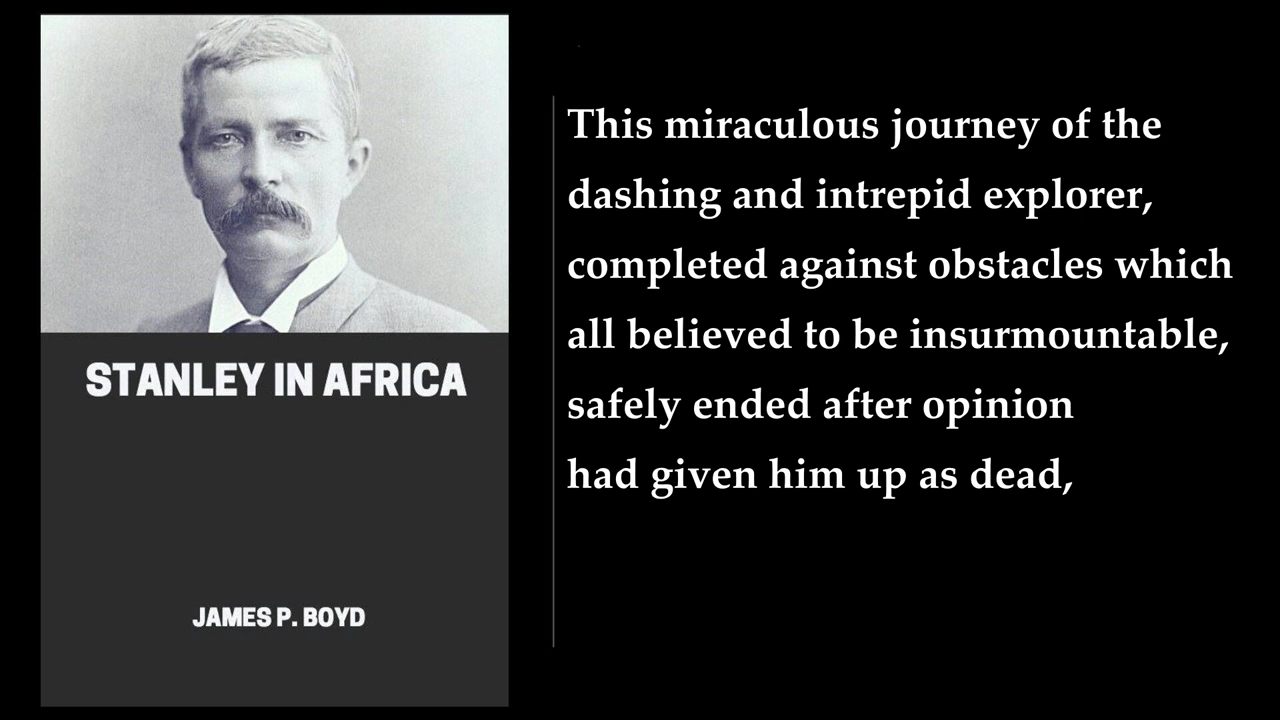 STANLEY IN AFRICA
JAMES P. BOYD
This miraculous journey of the
dashing and intrepid explorer,
completed against obstacles which
all believed to be insurmountable,
safely ended after opinion
had given him up as dead,